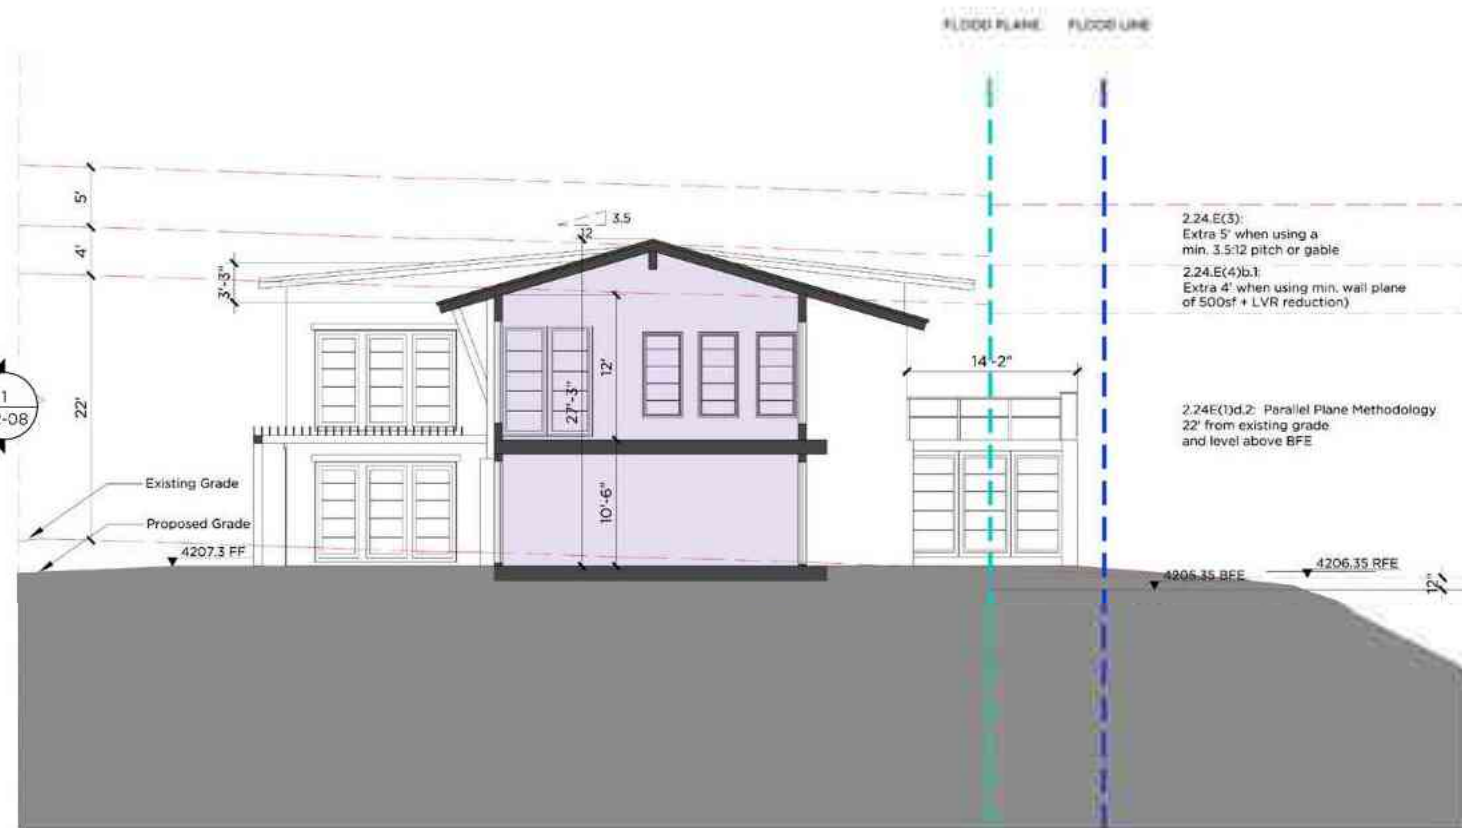 FLOOD PLANE
FLOOD LINE
5'
4'
22'
3'-3"
3.5
12
27'-3"
12'
10'-6"
14'-2"
2.24.E(3):
Extra 5' when using a
min. 3.5:12 pitch or gable
2.24.E(4)b.1:
Extra 4' when using min. wall plane
of 500sf + LVR reduction)
2.24E(1)d.2: Parallel Plane Methodology
22' from existing grade
and level above BFE
1
-08
Existing Grade
Proposed Grade
4207.3 FF
4205.35 BFE
4206.35 RFE
12"